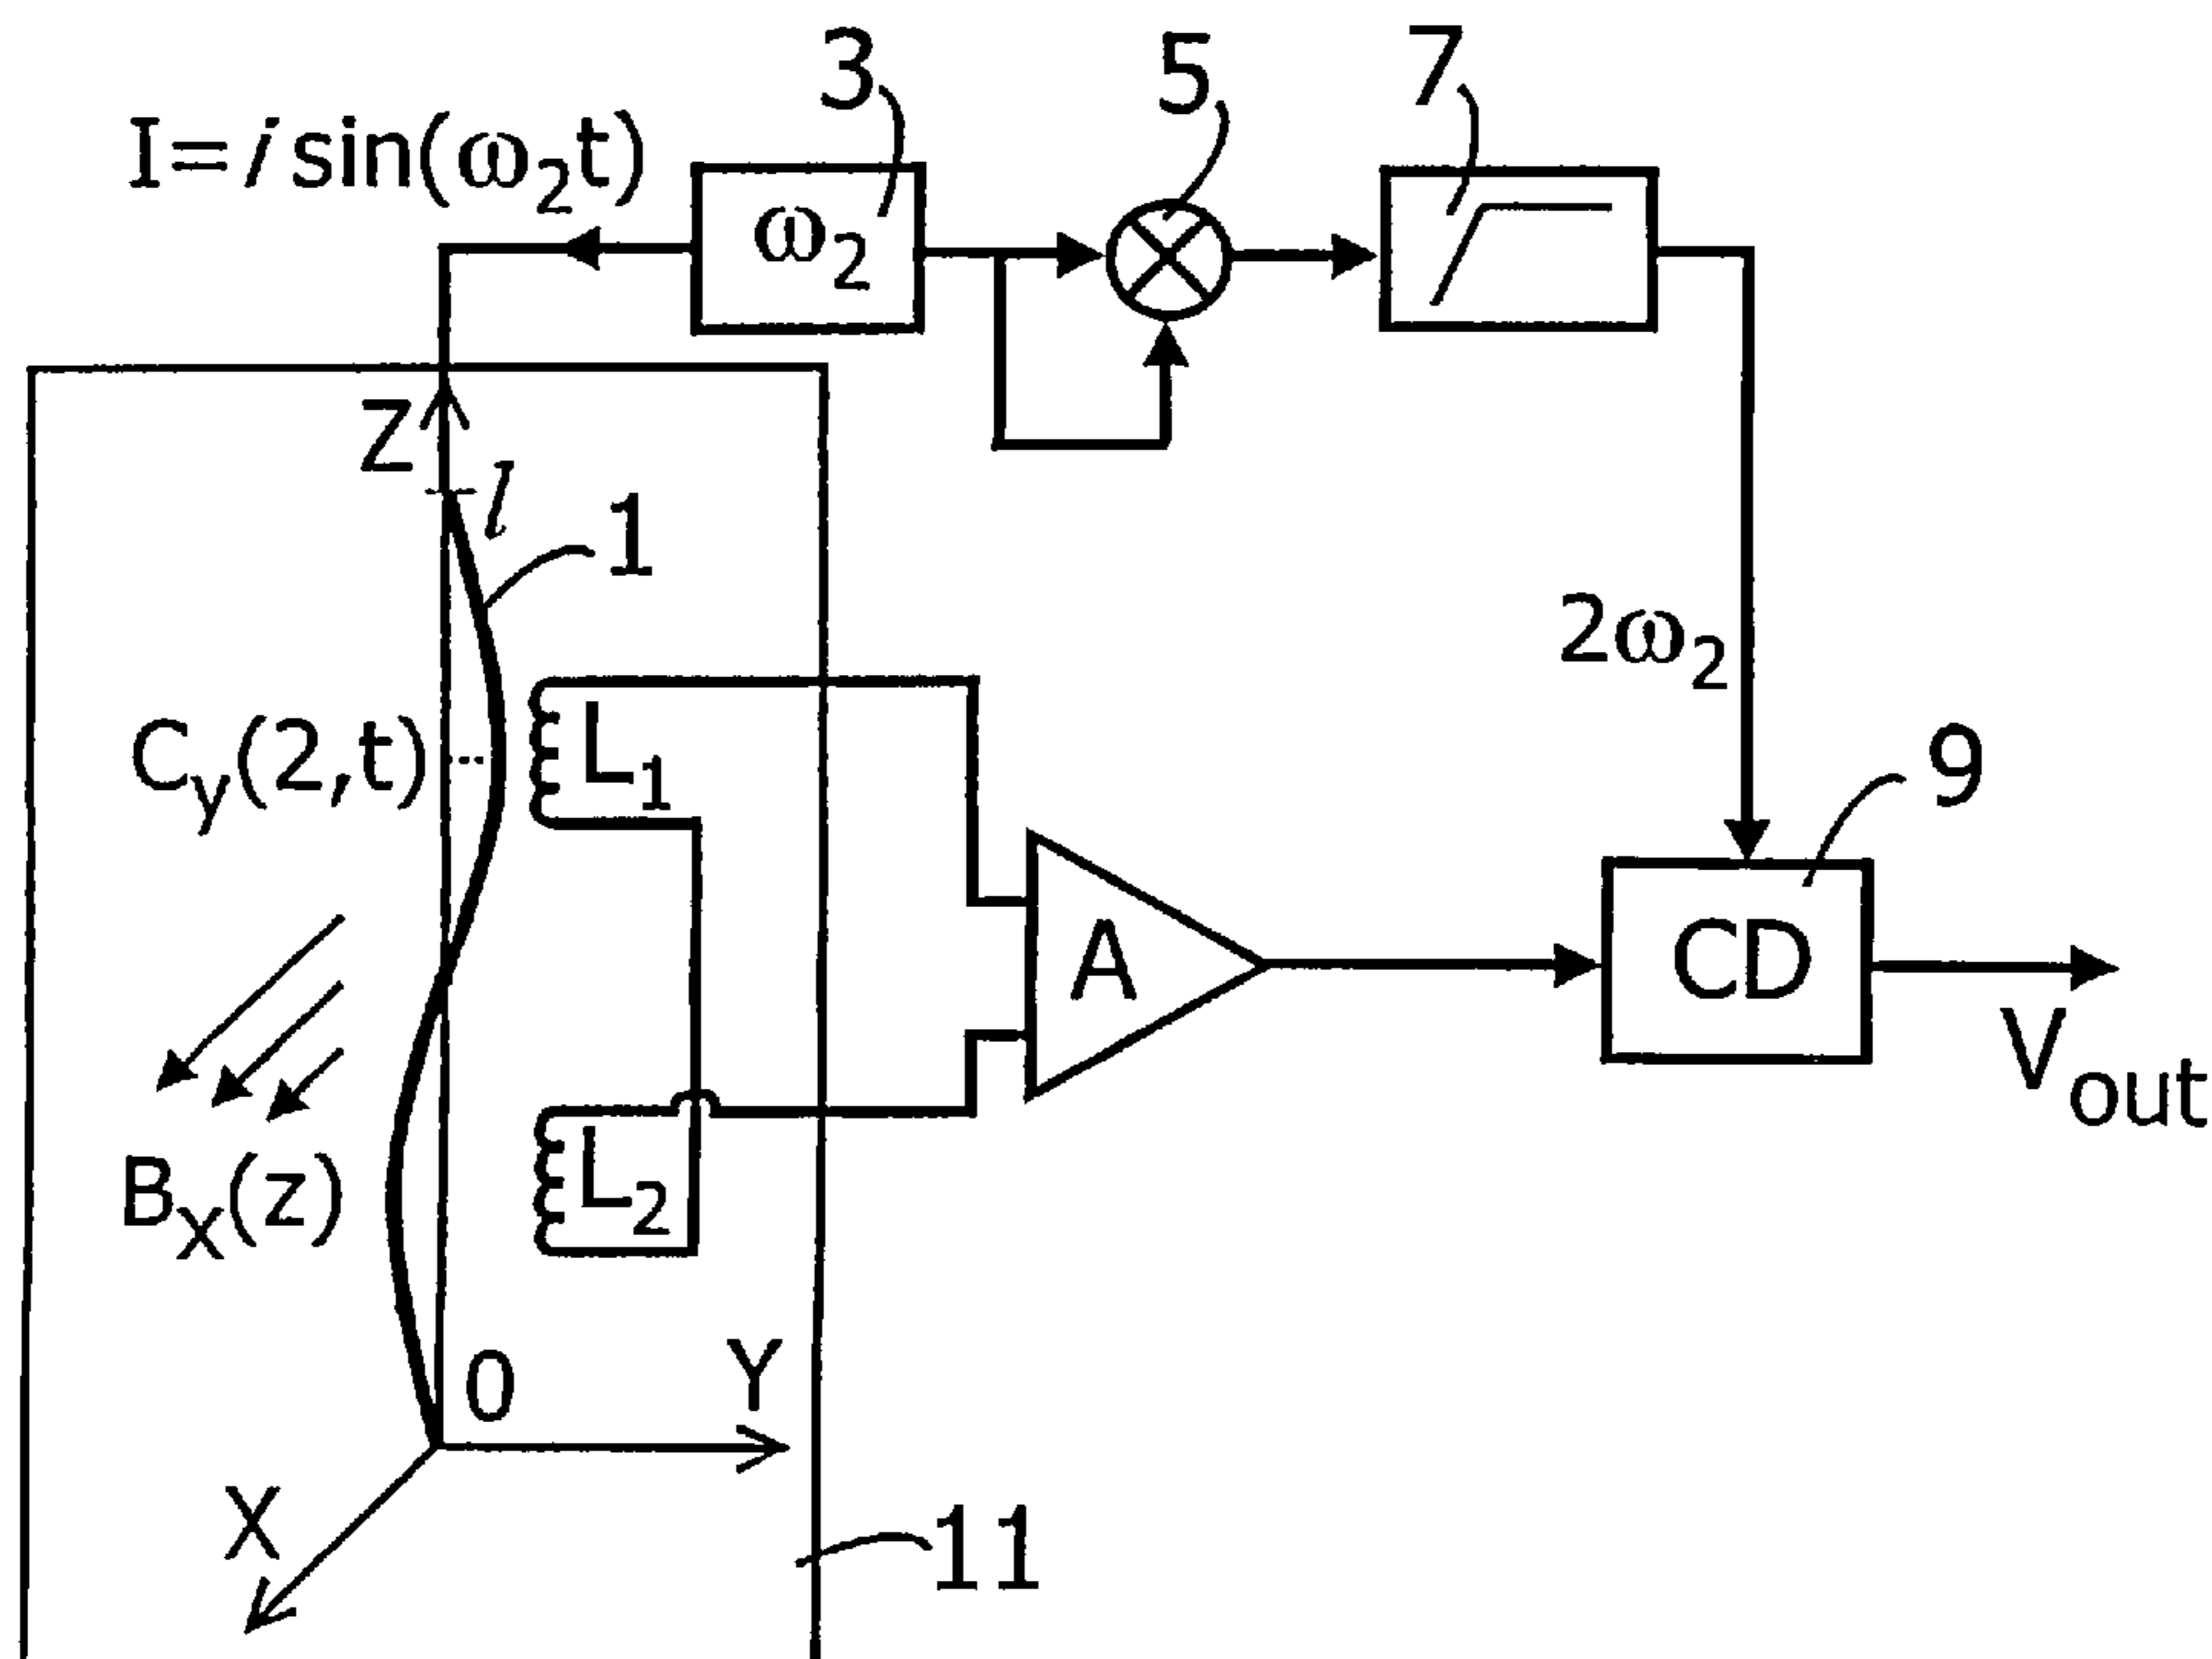 3
5
7
I=i sin(ω₂t)
ω₂
Z
l
1
2ω₂
L₁
Cy(2,t)
9
A
CD
Vout
Bx(z)
L₂
0
Y
X
11